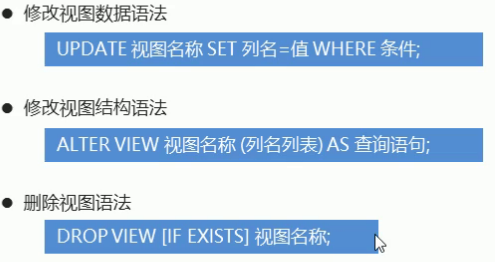 修改视图数据语法
UPDATE 视图名称 SET 列名=值 WHERE 条件;
修改视图结构语法
ALTER VIEW 视图名称 (列名列表) AS 查询语句;
删除视图语法
DROP VIEW [IF EXISTS] 视图名称;